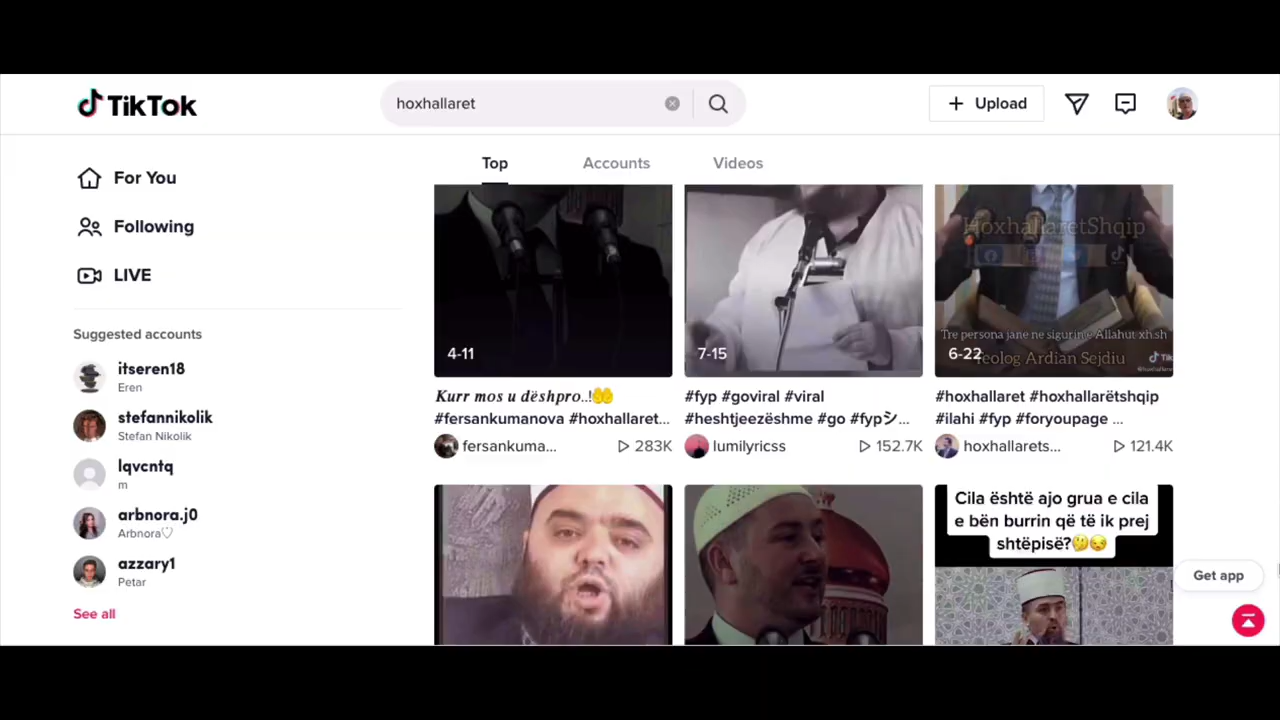 TikTok
hoxhallaret
Upload
For You
Following
LIVE
Suggested accounts
itseren18
Eren
stefannikolik
Stefan Nikolik
lqvcntq
m
arbnora.j0
Arbnora♡
azzary1
Petar
See all
Top Accounts Videos
4-11
𝑲𝒖𝒓𝒓 𝒎𝒐𝒔 𝒖 𝒅ë𝒔𝒉𝒑𝒓𝒐..!🤲
#fersankumanova #hoxhallaret...
fersankuma... 283K
7-15
#fyp #goviral #viral
#heshtjeezëshme #go #fypシ...
lumilyricss 152.7K
HoxhallaretShqip
Tre persona jane ne sigurine Allahut xh.sh
6-22
Teolog Ardian Sejdiu
#hoxhallaret #hoxhallarëtshqip
#ilahi #fyp #foryoupage ...
hoxhallarets... 121.4K
Cila është ajo grua e cila
e bën burrin që të ik prej
shtëpisë?🤔😒
Get app